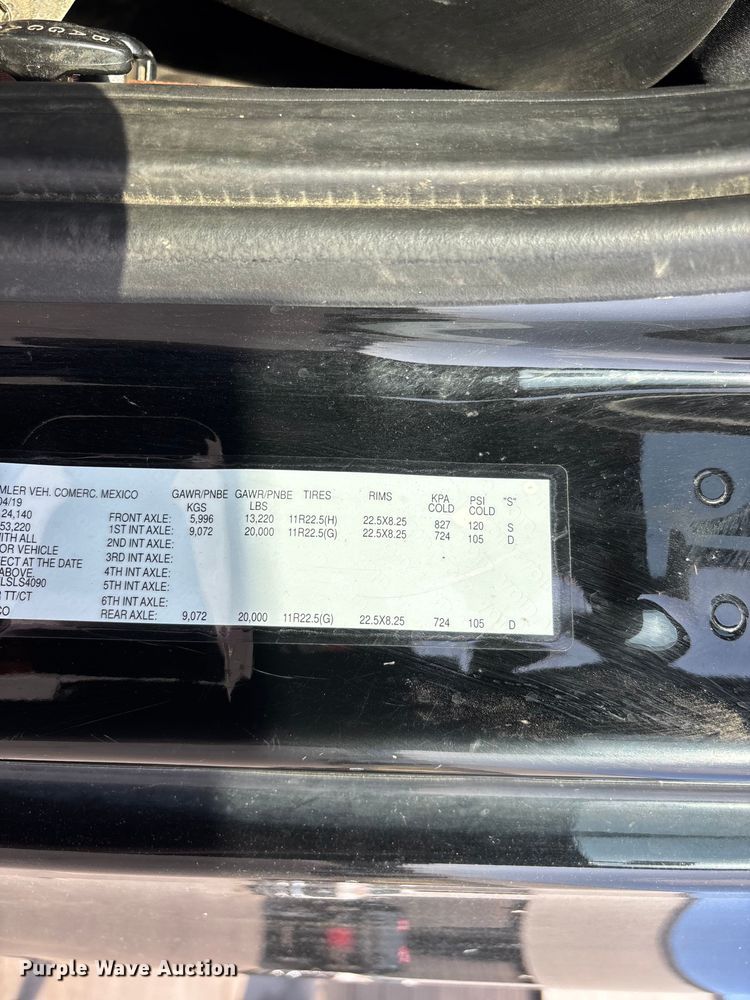 BAGGA
MLER VEH. COMERC. MEXICO GAWR/PNBE GAWR/PNBE TIRES RIMS KPA PSI "S"
04/19 KGS LBS COLD COLD
24,140 FRONT AXLE: 5,996 13,220 11R22.5(H) 22.5X8.25 827 120 S
53,220 1ST INT AXLE: 9,072 20,000 11R22.5(G) 22.5X8.25 724 105 D
WITH ALL 2ND INT AXLE:
OR VEHICLE 3RD INT AXLE:
ECT AT THE DATE 4TH INT AXLE:
ABOVE. 5TH INT AXLE:
LSLS4090
R TT/CT 6TH INT AXLE:
CO REAR AXLE: 9,072 20,000 11R22.5(G) 22.5X8.25 724 105 D
Purple Wave Auction